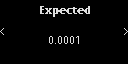 Expected
< 0.0001 >